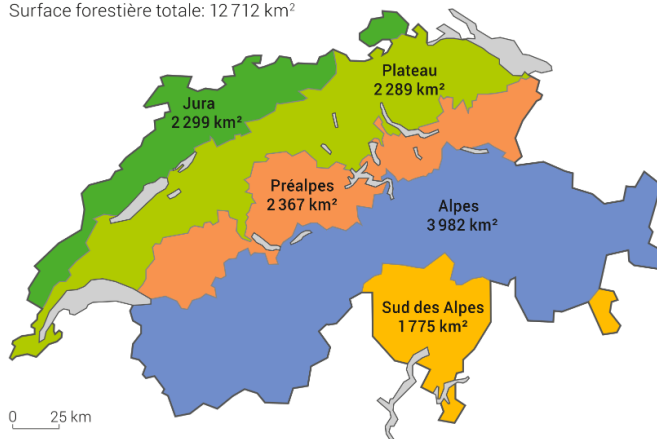 Surface forestière totale: 12 712 km²
Plateau
2 289 km²
Jura
2 299 km²
Préalpes
2 367 km²
Alpes
3 982 km²
Sud des Alpes
1 775 km²
0 25 km